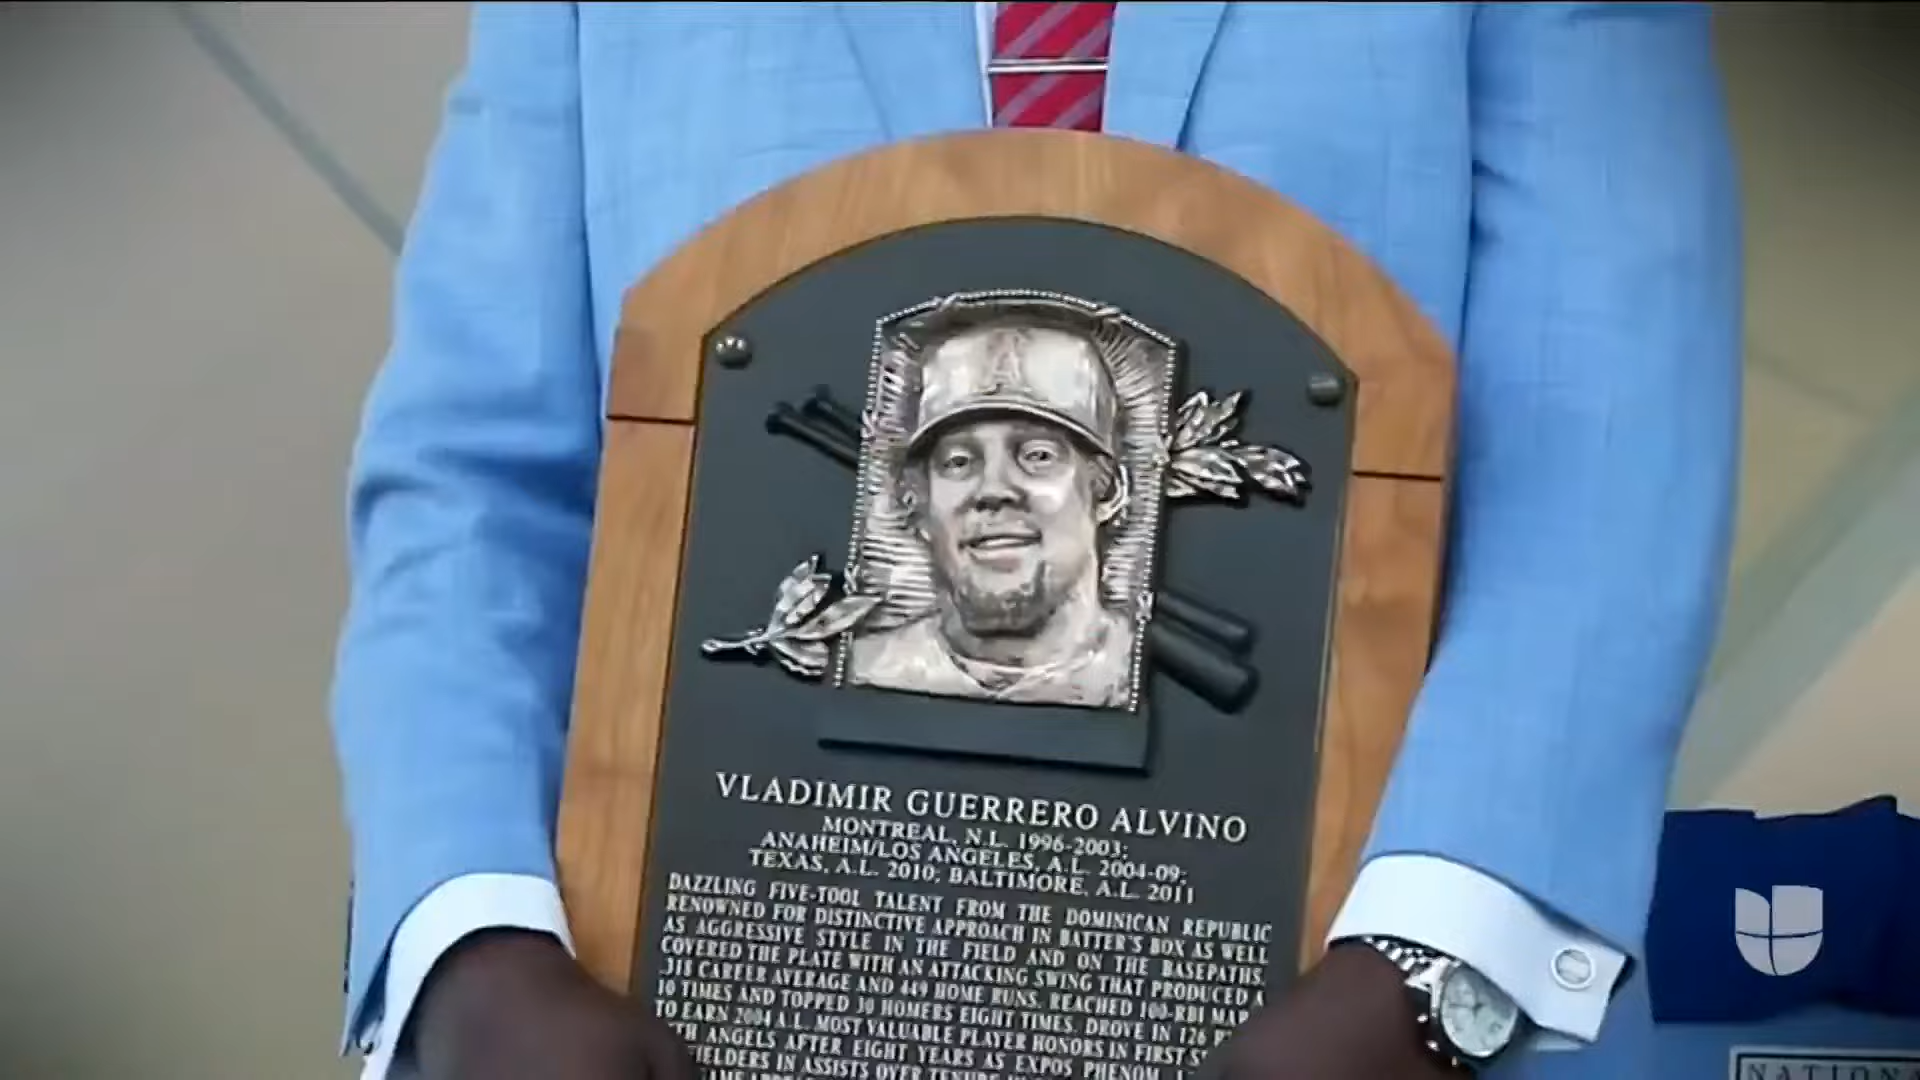 A
VLADIMIR GUERRERO ALVINO
MONTREAL, N.L. 1996-2003;
ANAHEIM/LOS ANGELES, A.L. 2004-09;
TEXAS, A.L. 2010; BALTIMORE, A.L. 2011
DAZZLING FIVE-TOOL TALENT FROM THE DOMINICAN REPUBLIC
RENOWNED FOR DISTINCTIVE APPROACH IN BATTER'S BOX AS WELL
AS AGGRESSIVE STYLE IN THE FIELD AND ON THE BASEPATHS.
COVERED THE PLATE WITH AN ATTACKING SWING THAT PRODUCED A
.318 CAREER AVERAGE AND 449 HOME RUNS. REACHED 100-RBI MAR
10 TIMES AND TOPPED 30 HOMERS EIGHT TIMES. DROVE IN 126 R
TO EARN 2004 A.L. MOST VALUABLE PLAYER HONORS IN FIRST S
TH ANGELS AFTER EIGHT YEARS AS EXPOS PHENOM.
FIELDERS IN ASSISTS OVER TENURE
NATIONA